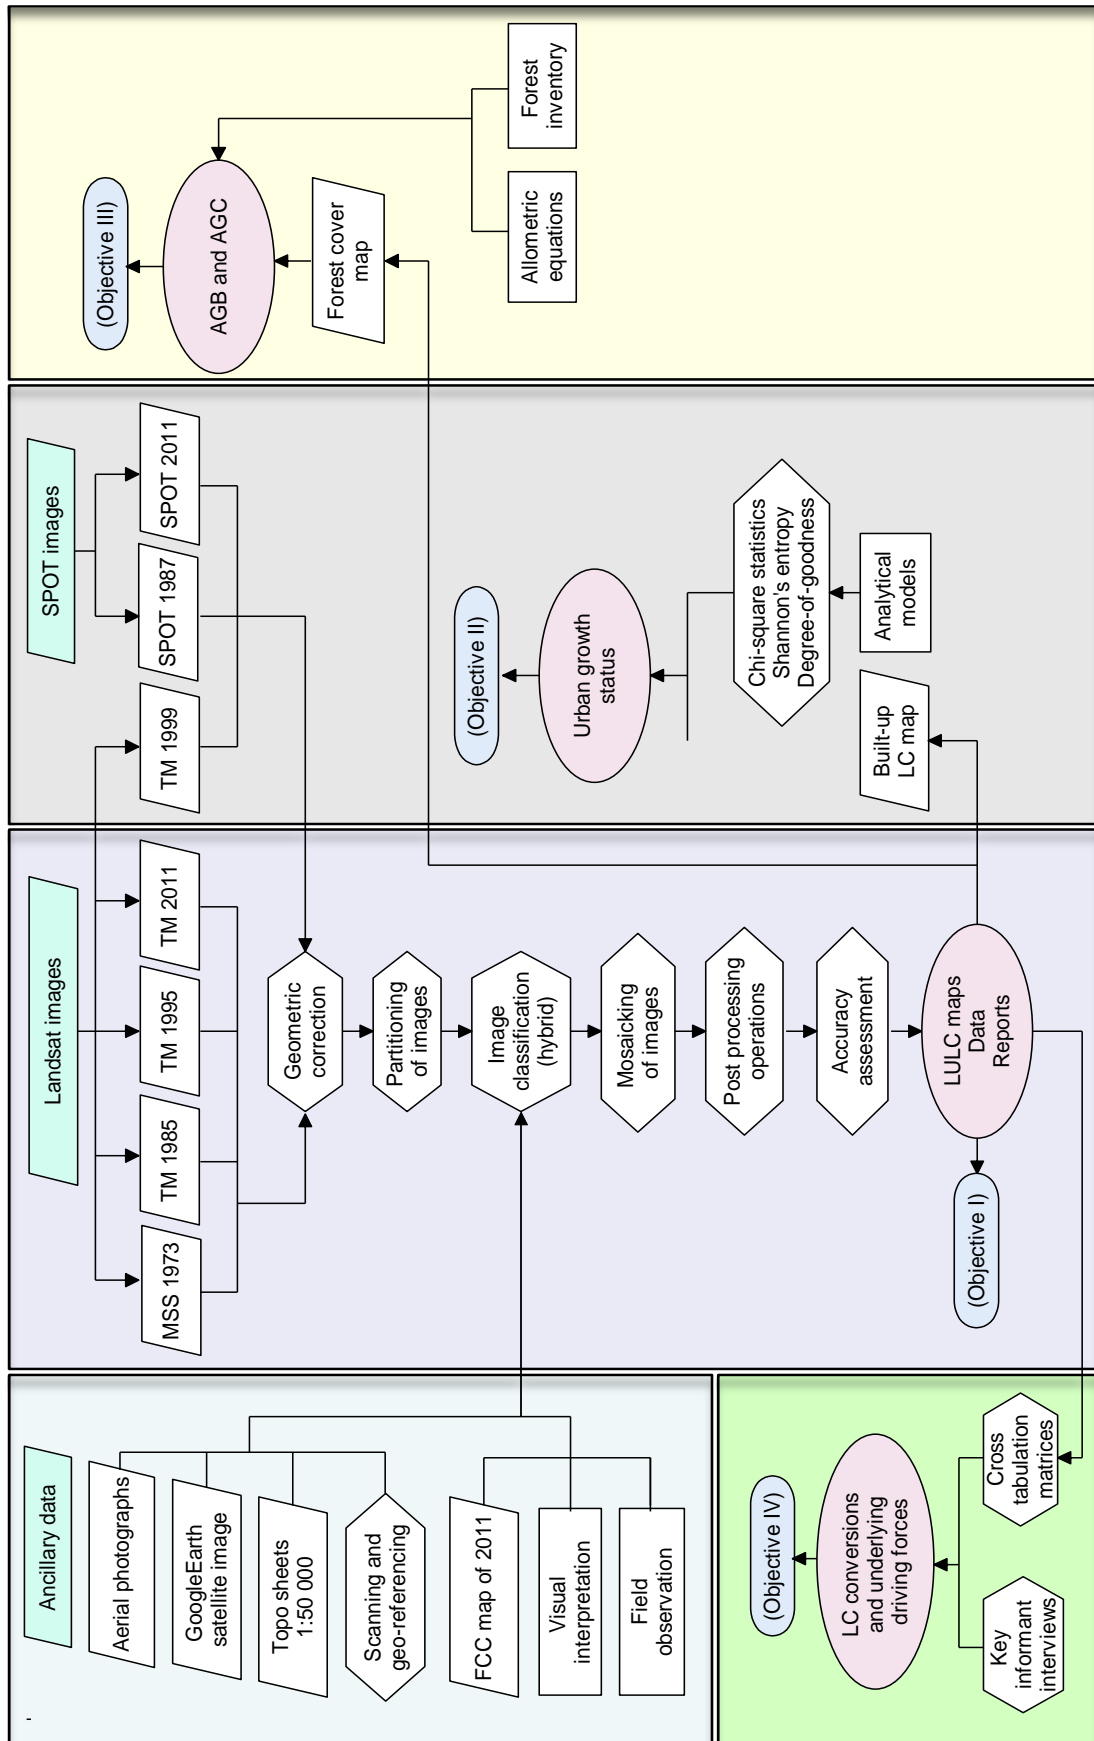 Ancillary data
Aerial photographs
GoogleEarth
satellite image
Topo sheets
1:50 000
Scanning and
geo-referencing
FCC map of 2011
Visual
interpretation
Field
observation
(Objective IV)
LC conversions
and underlying
driving forces
Key
informant
interviews
Cross
tabulation
matrices
Landsat images
MSS 1973
TM 1985
TM 1995
TM 2011
Geometric
correction
Partitioning
of images
Image
classification
(hybrid)
Mosaicking
of images
Post processing
operations
Accuracy
assessment
LULC maps
Data
Reports
(Objective I)
SPOT images
TM 1999
SPOT 1987
SPOT 2011
(Objective II)
Urban growth
status
Chi-square statistics
Shannon's entropy
Degree-of-goodness
Built-up
LC map
Analytical
models
(Objective III)
AGB and AGC
Forest cover
map
Allometric
equations
Forest
inventory